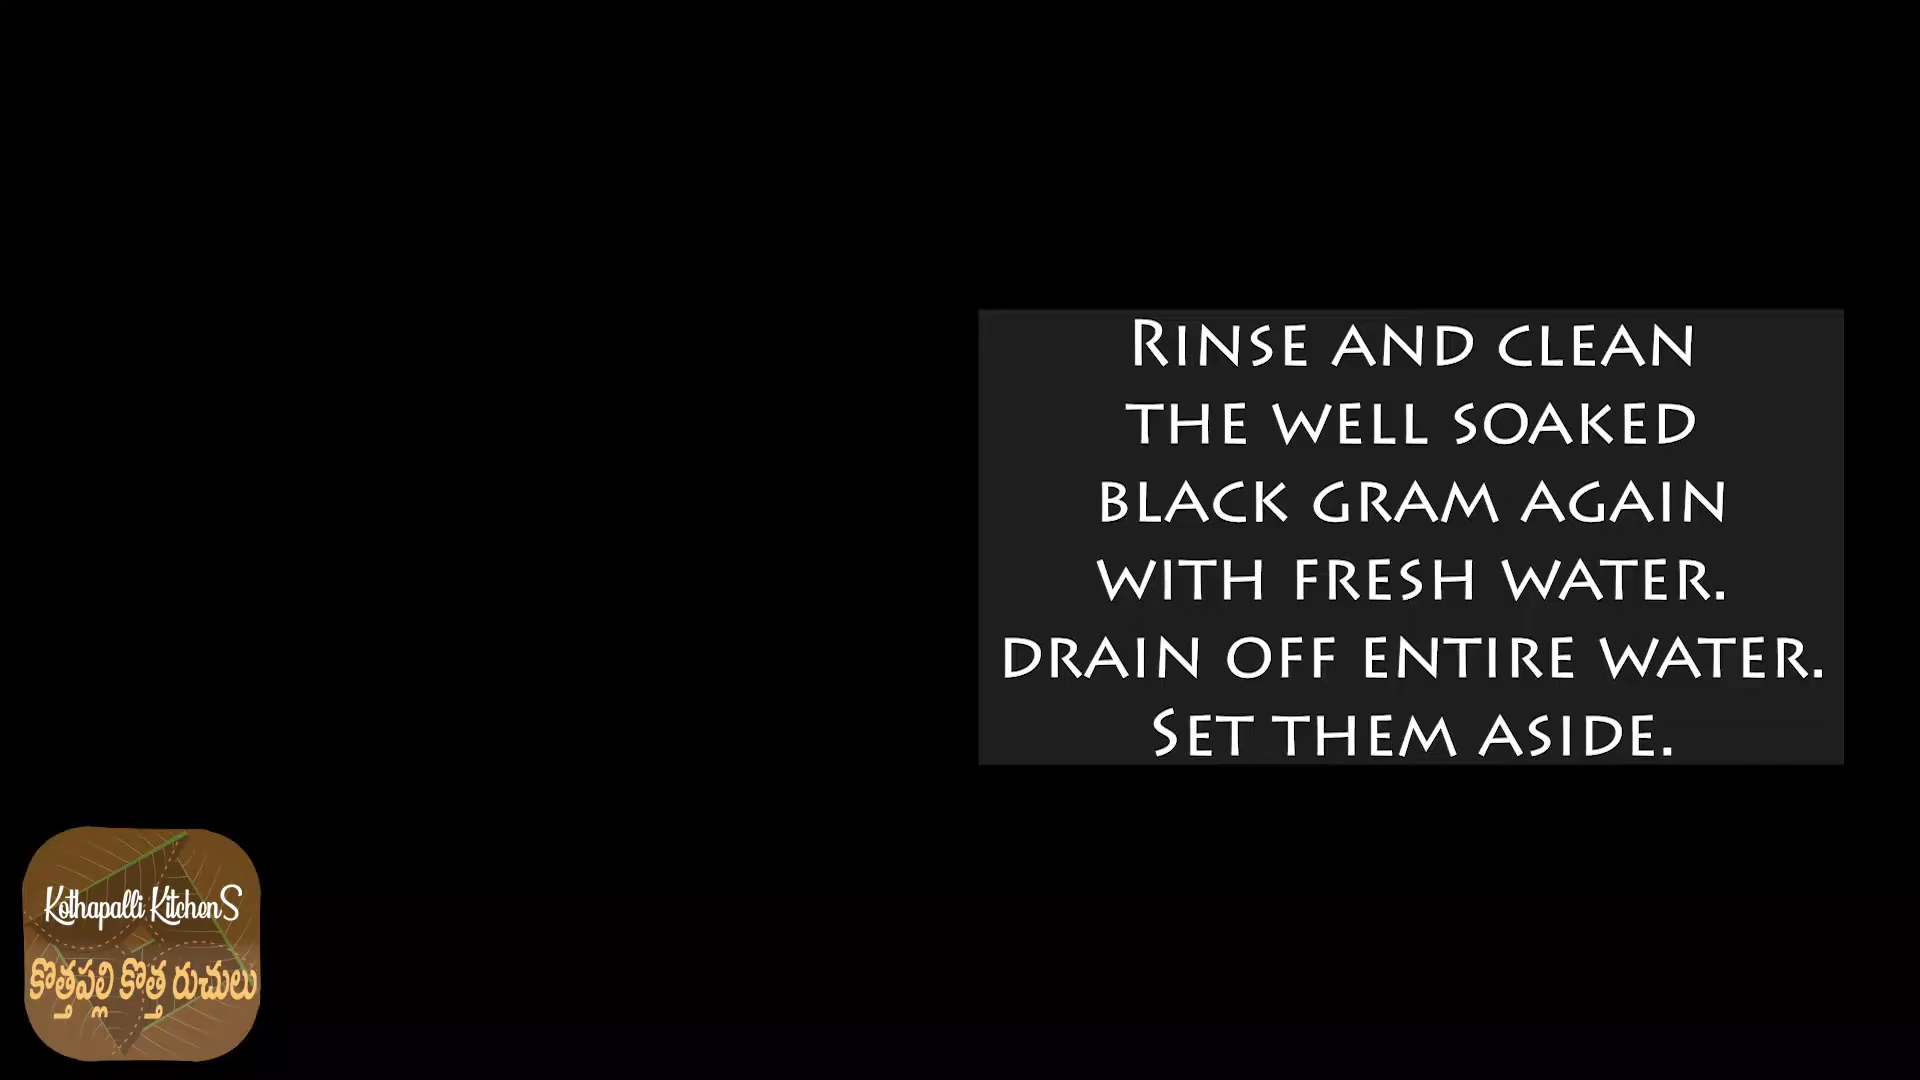 Rinse and clean
the well soaked
black gram again
with fresh water.
drain off entire water.
Set them aside.
Kothapalli KitchenS
కొత్తపల్లి కొత్త రుచులు